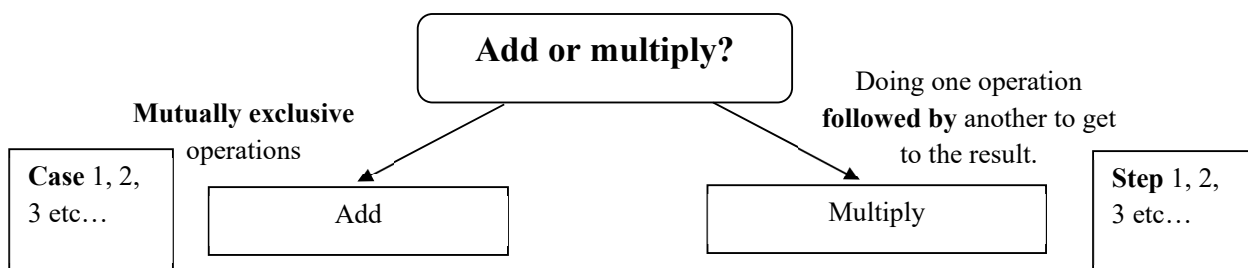 Add or multiply?
Mutually exclusive
operations
Doing one operation
followed by another to get
to the result.
Case 1, 2,
3 etc…
Add
Multiply
Step 1, 2,
3 etc…